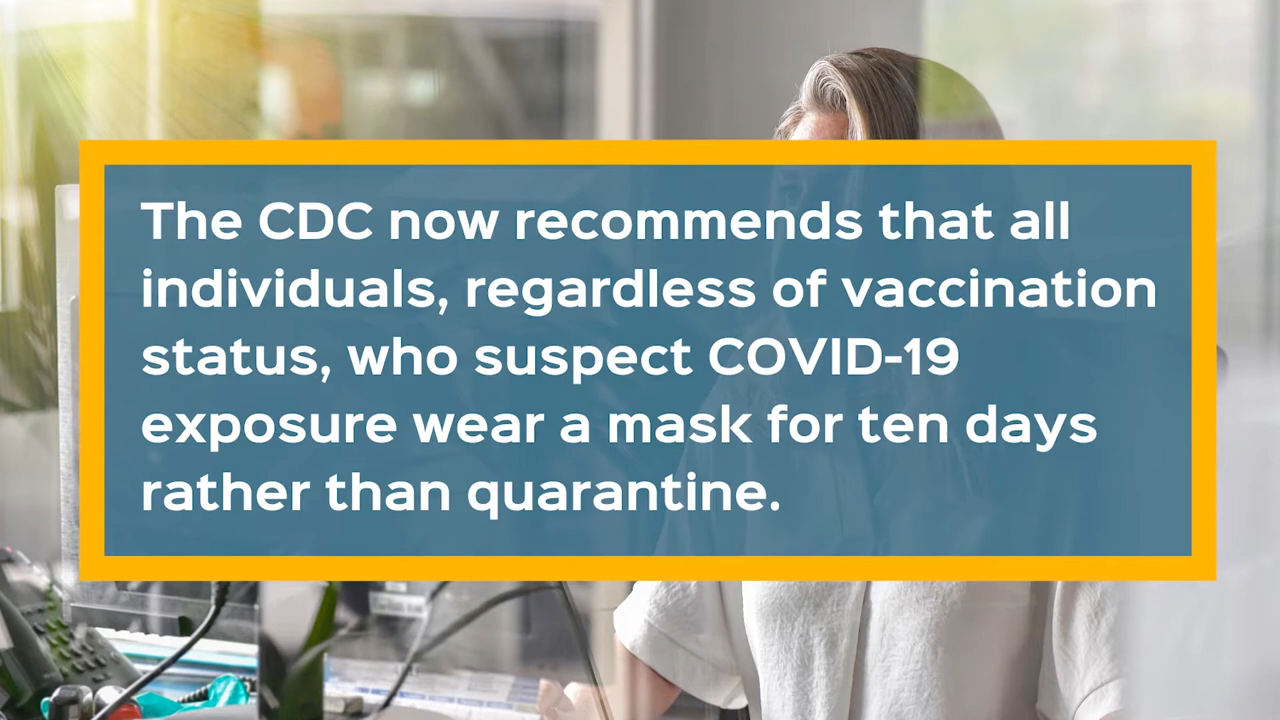 The CDC now recommends that all
individuals, regardless of vaccination
status, who suspect COVID-19
exposure wear a mask for ten days
rather than quarantine.